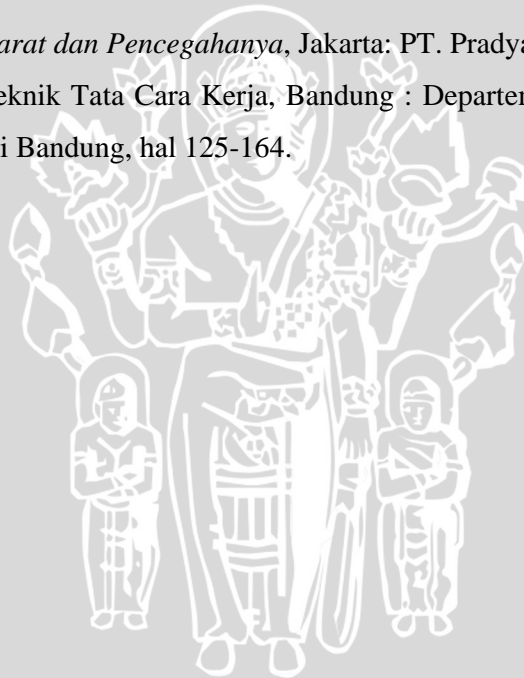 arat dan Pencegahanya, Jakarta: PT. Pradya
eknik Tata Cara Kerja, Bandung : Departem
i Bandung, hal 125-164.